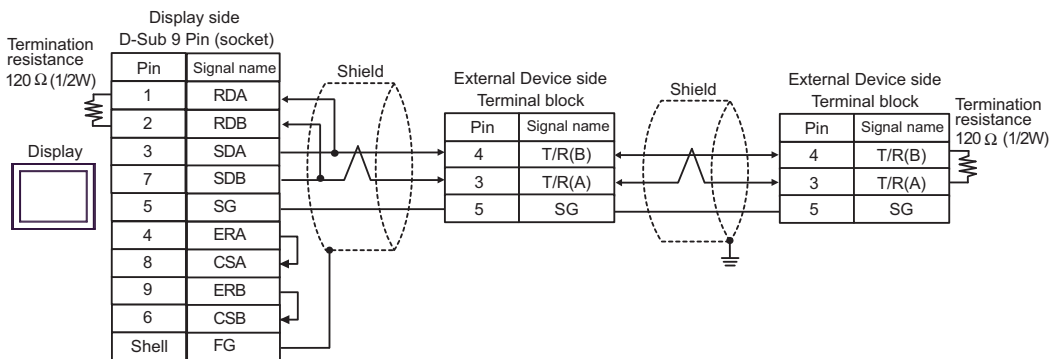 Display side
D-Sub 9 Pin (socket)
Termination
resistance
120 Ω (1/2W)
Pin Signal name
1 RDA
2 RDB
3 SDA
7 SDB
5 SG
4 ERA
8 CSA
9 ERB
6 CSB
Shell FG
Display
Shield
External Device side
Terminal block
Pin Signal name
4 T/R(B)
3 T/R(A)
5 SG
Shield
External Device side
Terminal block
Pin Signal name
4 T/R(B)
3 T/R(A)
5 SG
Termination
resistance
120 Ω (1/2W)